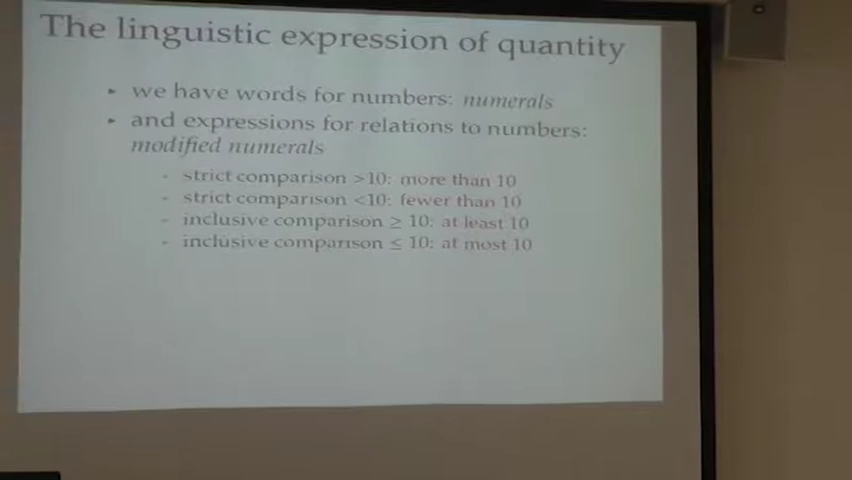 The linguistic expression of quantity
▸ we have words for numbers: numerals
▸ and expressions for relations to numbers:
modified numerals
- strict comparison >10: more than 10
- strict comparison <10: fewer than 10
- inclusive comparison ≥ 10: at least 10
- inclusive comparison ≤ 10: at most 10